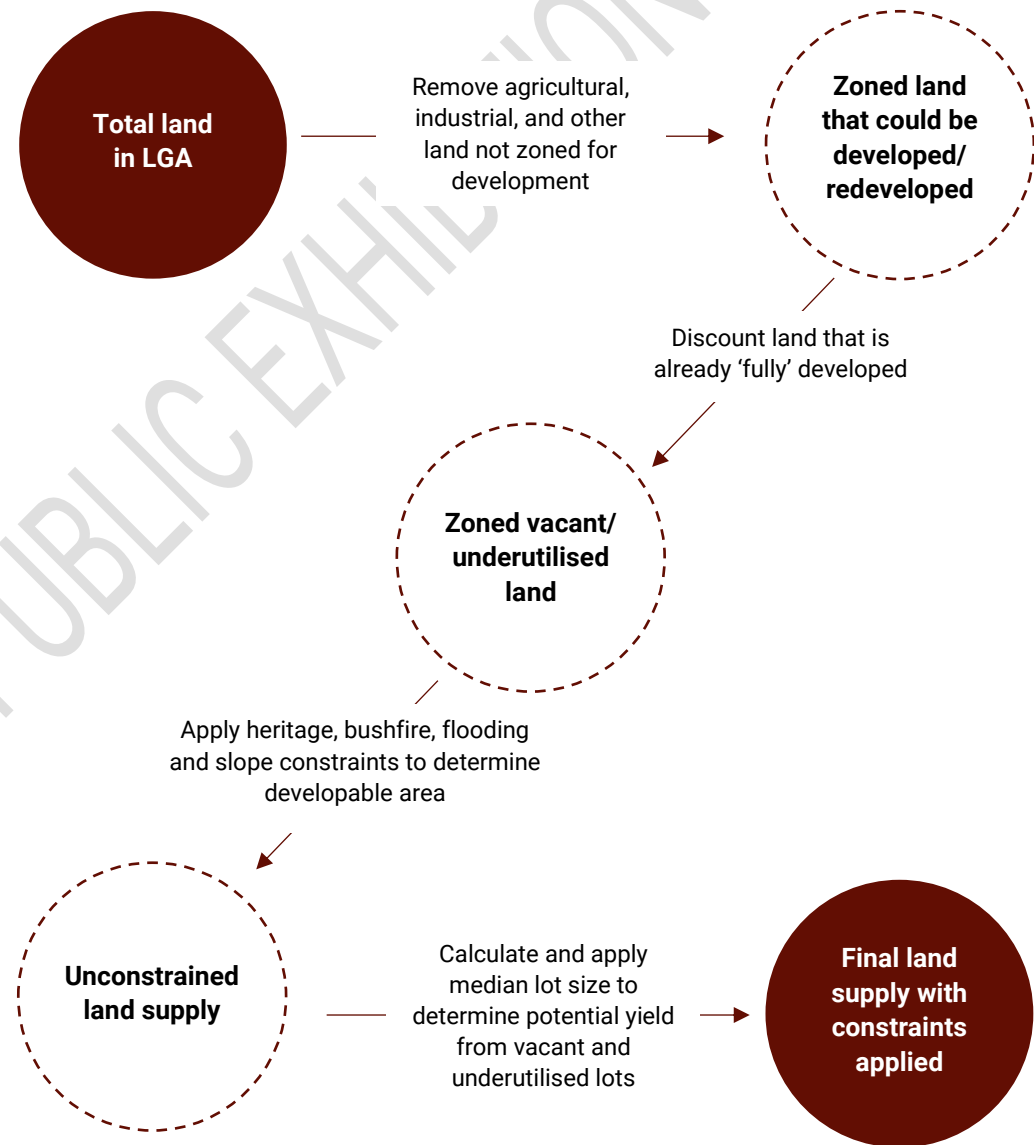 Total land
in LGA
Remove agricultural,
industrial, and other
land not zoned for
development
Zoned land
that could be
developed/
redeveloped
Discount land that is
already ‘fully’ developed
Zoned vacant/
underutilised
land
Apply heritage, bushfire, flooding
and slope constraints to determine
developable area
Unconstrained
land supply
Calculate and apply
median lot size to
determine potential yield
from vacant and
underutilised lots
Final land
supply with
constraints
applied
PUBLIC EXHIBITION